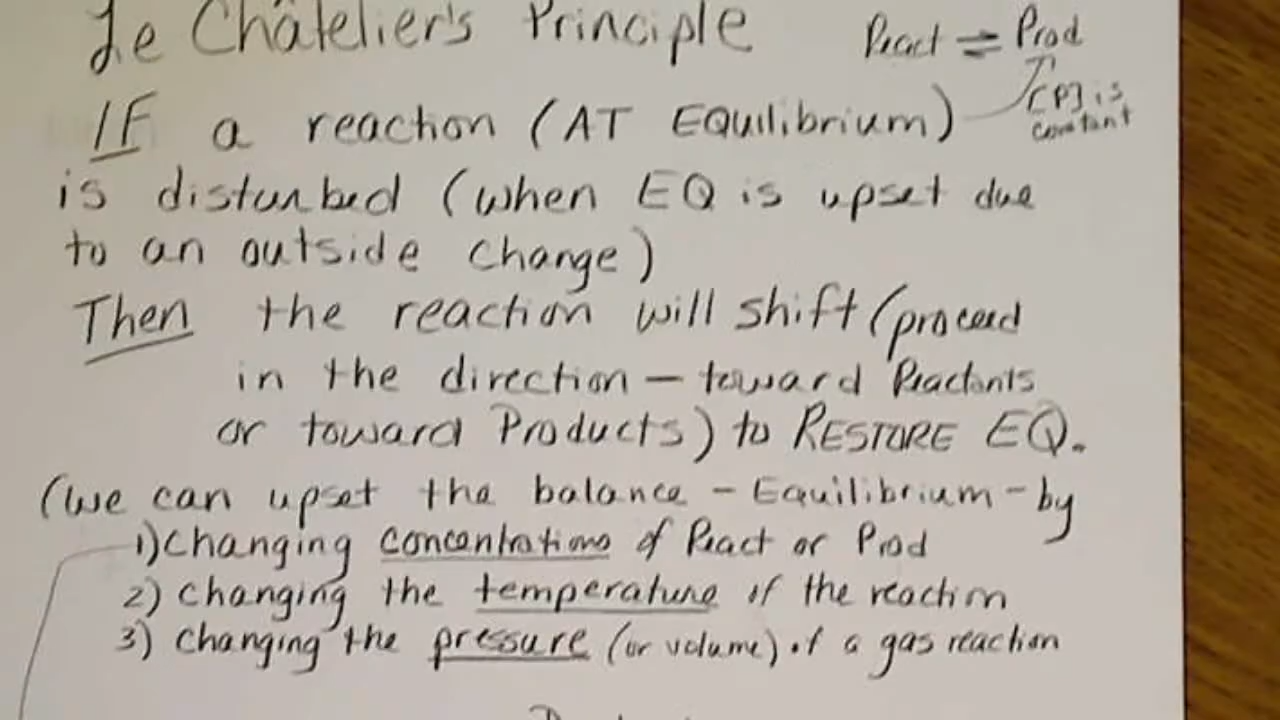 Le Châtelier's Principle
React ⇌ Prod
[P] is
constant
IF a reaction (AT EQuilibrium)
is disturbed (when EQ is upset due
to an outside change)
Then the reaction will shift (proceed
in the direction – toward Reactants
or toward Products) to RESTORE EQ.
(we can upset the balance – Equilibrium – by
1) changing concentrations of React or Prod
2) changing the temperature of the reaction
3) changing the pressure (or volume) of a gas reaction